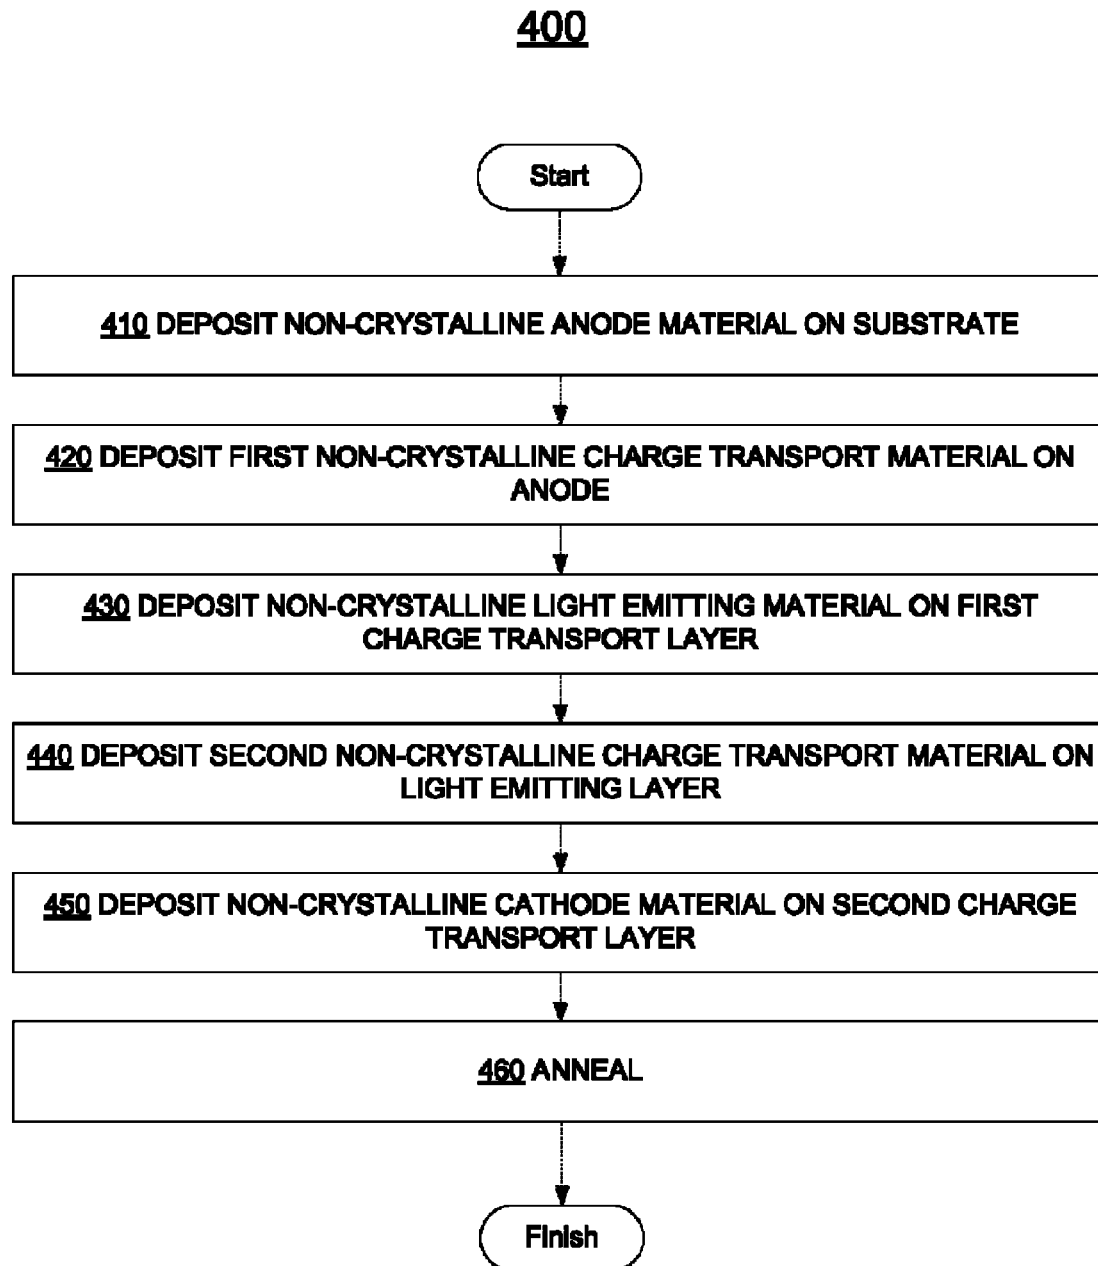 400
Start
410 DEPOSIT NON-CRYSTALLINE ANODE MATERIAL ON SUBSTRATE
420 DEPOSIT FIRST NON-CRYSTALLINE CHARGE TRANSPORT MATERIAL ON
ANODE
430 DEPOSIT NON-CRYSTALLINE LIGHT EMITTING MATERIAL ON FIRST
CHARGE TRANSPORT LAYER
440 DEPOSIT SECOND NON-CRYSTALLINE CHARGE TRANSPORT MATERIAL ON
LIGHT EMITTING LAYER
450 DEPOSIT NON-CRYSTALLINE CATHODE MATERIAL ON SECOND CHARGE
TRANSPORT LAYER
460 ANNEAL
Finish